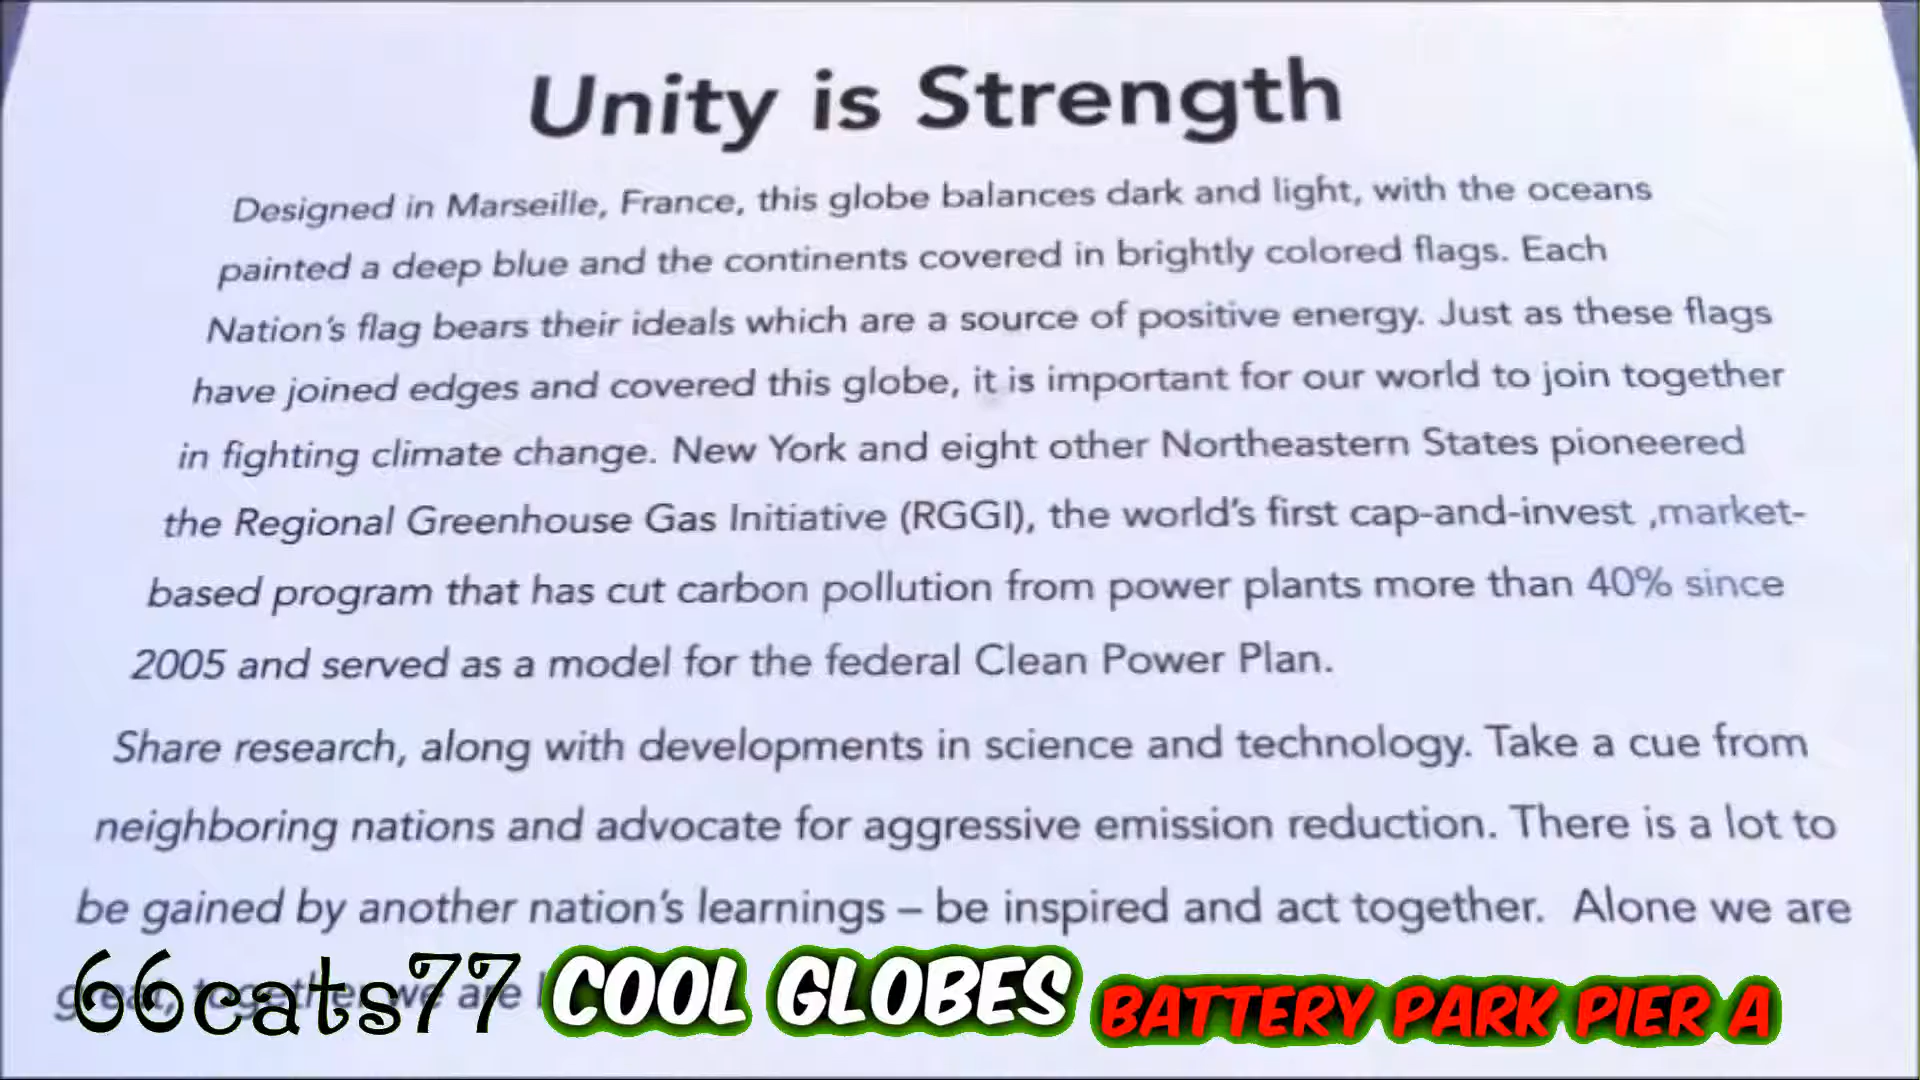 Unity is Strength
Designed in Marseille, France, this globe balances dark and light, with the oceans
painted a deep blue and the continents covered in brightly colored flags. Each
Nation's flag bears their ideals which are a source of positive energy. Just as these flags
have joined edges and covered this globe, it is important for our world to join together
in fighting climate change. New York and eight other Northeastern States pioneered
the Regional Greenhouse Gas Initiative (RGGI), the world's first cap-and-invest ,market-
based program that has cut carbon pollution from power plants more than 40% since
2005 and served as a model for the federal Clean Power Plan.
Share research, along with developments in science and technology. Take a cue from
neighboring nations and advocate for aggressive emission reduction. There is a lot to
be gained by another nation's learnings – be inspired and act together. Alone we are
great, together we are
66cats77 COOL GLOBES BATTERY PARK PIER A